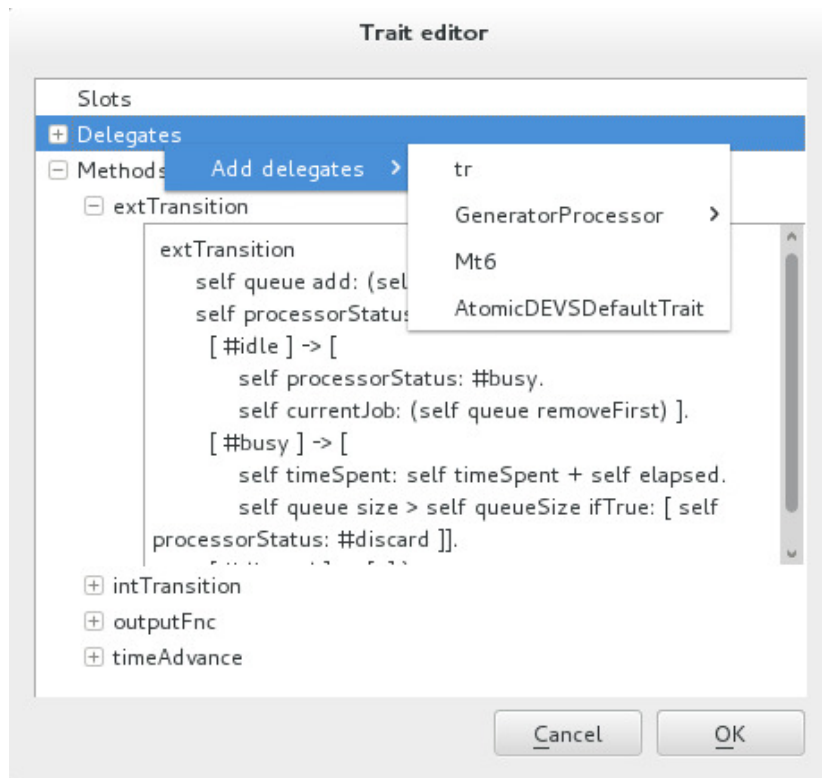 Trait editor
Slots
Delegates
Add delegates >
tr
Methods
GeneratorProcessor >
extTransition
Mt6
AtomicDEVSDefaultTrait
extTransition
self queue add: (sel
self processorStatus
[ #idle ] -> [
self processorStatus: #busy.
self currentJob: (self queue removeFirst) ].
[ #busy ] -> [
self timeSpent: self timeSpent + self elapsed.
self queue size > self queueSize ifTrue: [ self
processorStatus: #discard ]].
intTransition
outputFnc
timeAdvance
Cancel
OK